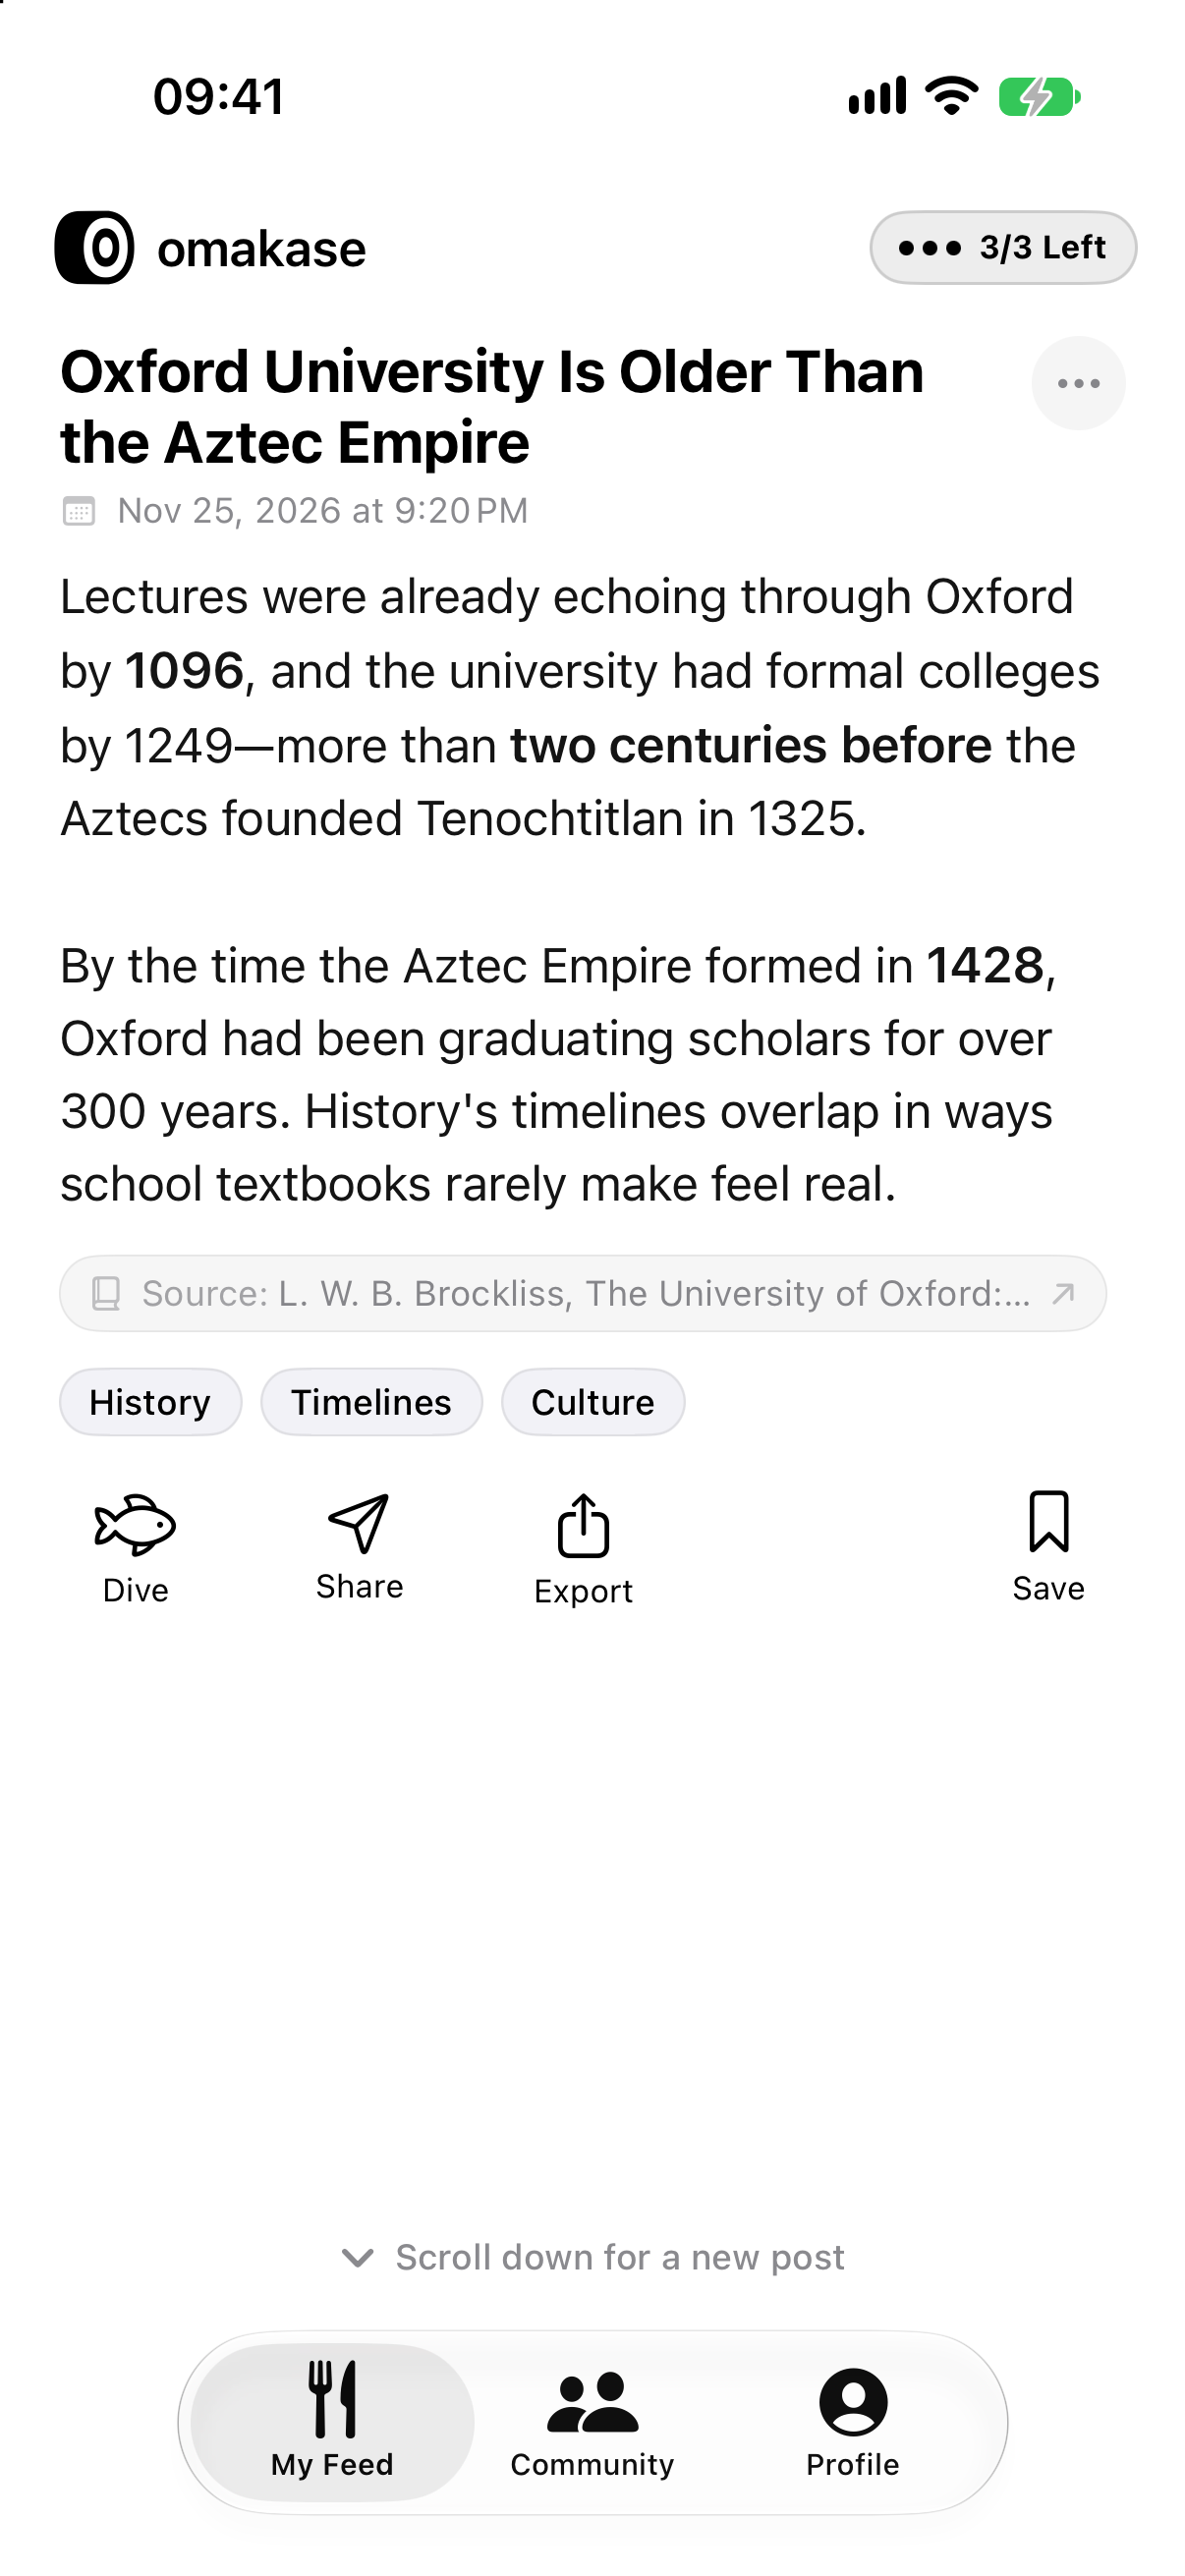 09:41
omakase
3/3 Left
Oxford University Is Older Than
the Aztec Empire
Nov 25, 2026 at 9:20 PM
Lectures were already echoing through Oxford
by 1096, and the university had formal colleges
by 1249—more than two centuries before the
Aztecs founded Tenochtitlan in 1325.
By the time the Aztec Empire formed in 1428,
Oxford had been graduating scholars for over
300 years. History's timelines overlap in ways
school textbooks rarely make feel real.
Source: L. W. B. Brockliss, The University of Oxford:...
History Timelines Culture
Dive Share Export Save
Scroll down for a new post
My Feed Community Profile